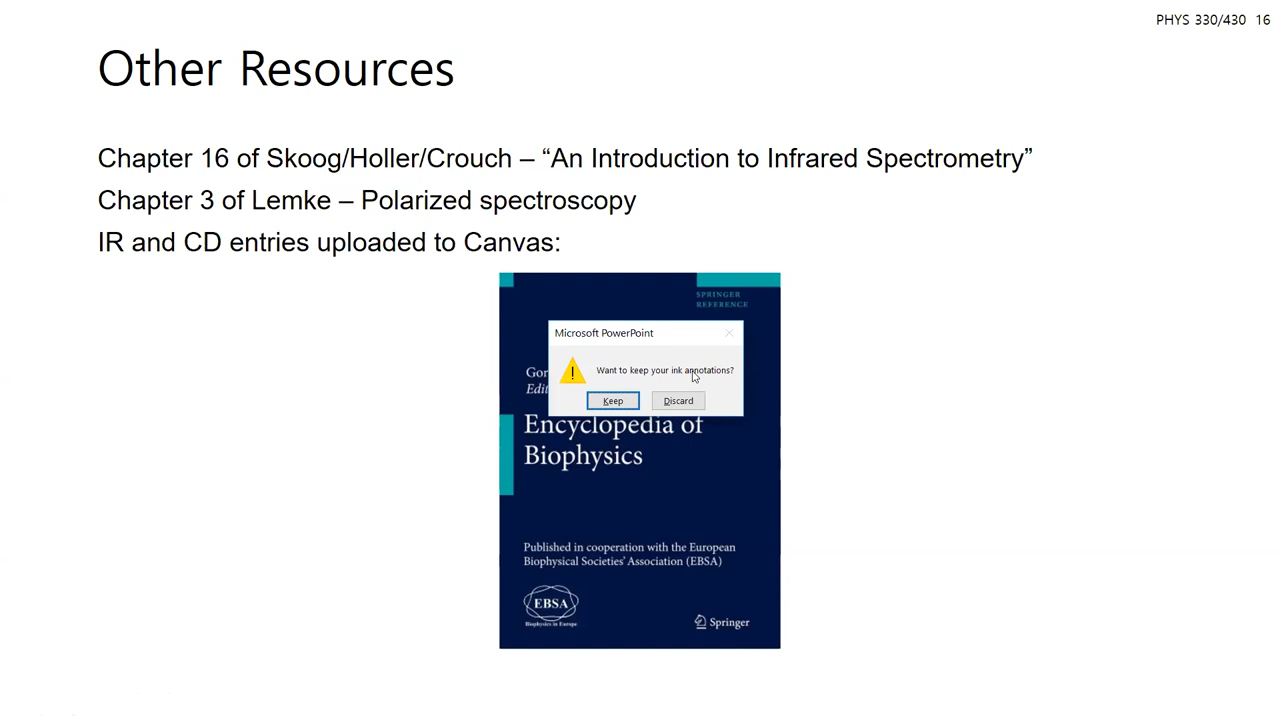 PHYS 330/430 16
Other Resources
Chapter 16 of Skoog/Holler/Crouch – “An Introduction to Infrared Spectrometry”
Chapter 3 of Lemke – Polarized spectroscopy
IR and CD entries uploaded to Canvas:
SPRINGER
REFERENCE
Microsoft PowerPoint
Want to keep your ink annotations?
Keep Discard
Encyclopedia of
Biophysics
Published in cooperation with the European
Biophysical Societies’ Association (EBSA)
EBSA
Biophysics in Europe
Springer